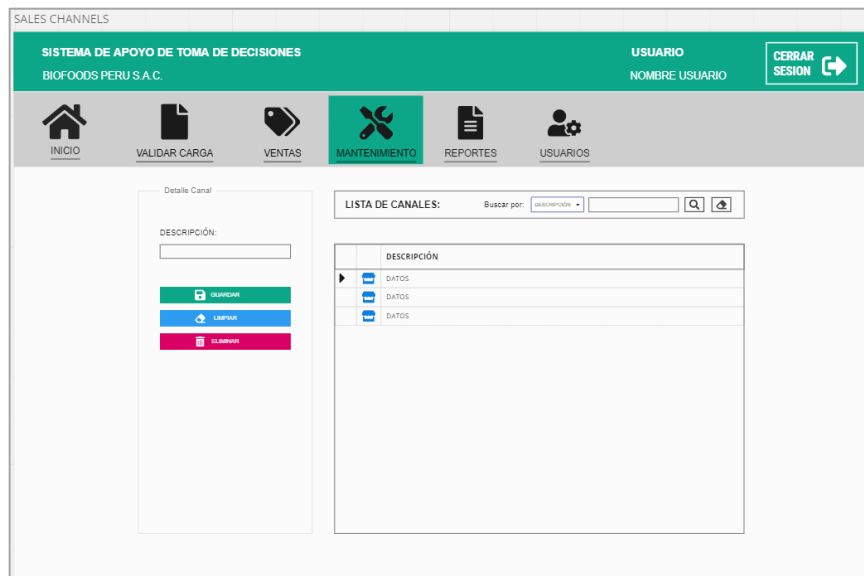 SALES CHANNELS
SISTEMA DE APOYO DE TOMA DE DECISIONES
BIOFOODS PERU S.A.C.
USUARIO
NOMBRE USUARIO
CERRAR
SESION
INICIO
VALIDAR CARGA
VENTAS
MANTENIMIENTO
REPORTES
USUARIOS
Detalle Canal
DESCRIPCIÓN:
GUARDAR
LIMPIAR
ELIMINAR
LISTA DE CANALES:
Buscar por:
DESCRIPCIÓN
DESCRIPCIÓN
DATOS
DATOS
DATOS